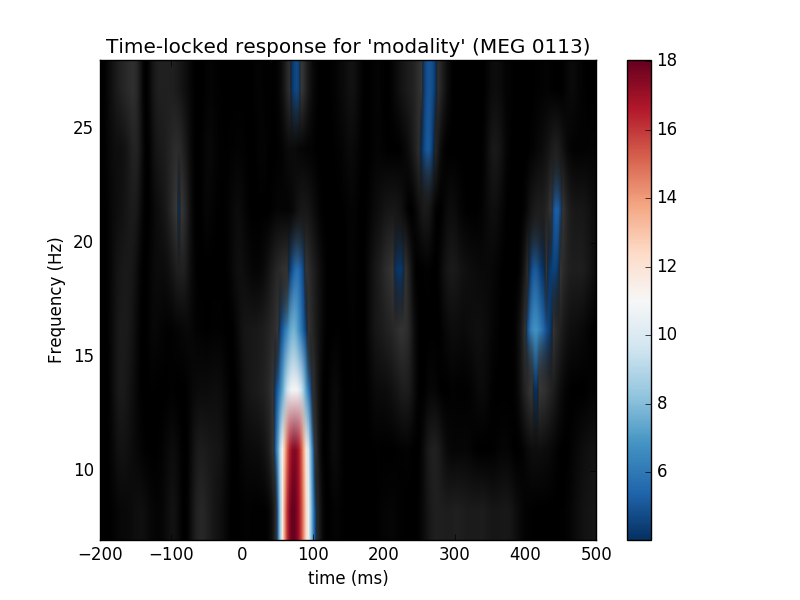 Time-locked response for 'modality' (MEG 0113)
18
16
14
12
10
8
6
25
20
15
10
Frequency (Hz)
−200 −100 0 100 200 300 400 500
time (ms)